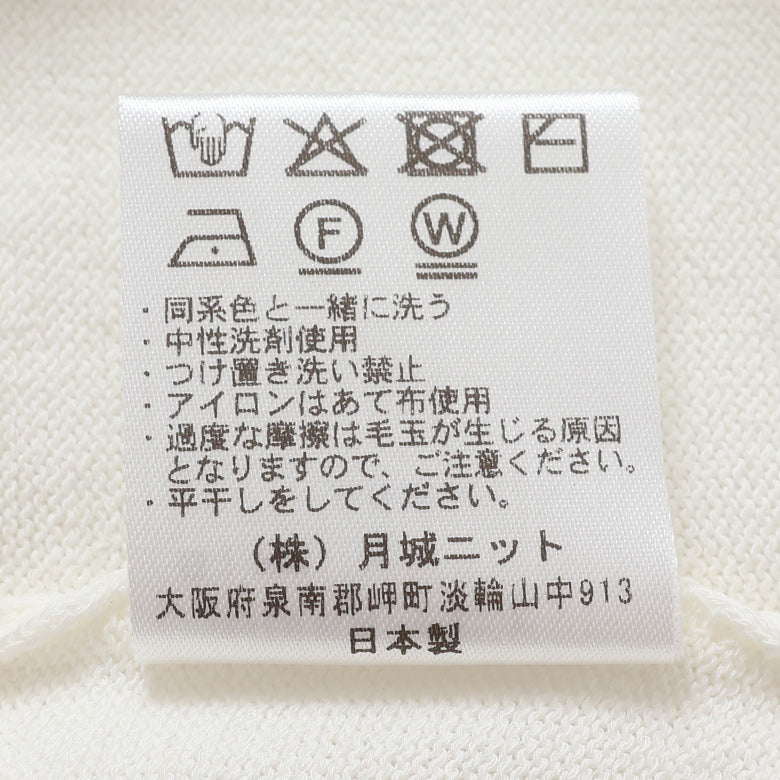 F W
・同系色と一緒に洗う
・中性洗剤使用
・つけ置き洗い禁止
・アイロンはあて布使用
・過度な摩擦は毛玉が生じる原因
となりますので、ご注意ください。
・平干しをしてください。
(株)月城ニット
大阪府泉南郡岬町淡輪山中913
日本製